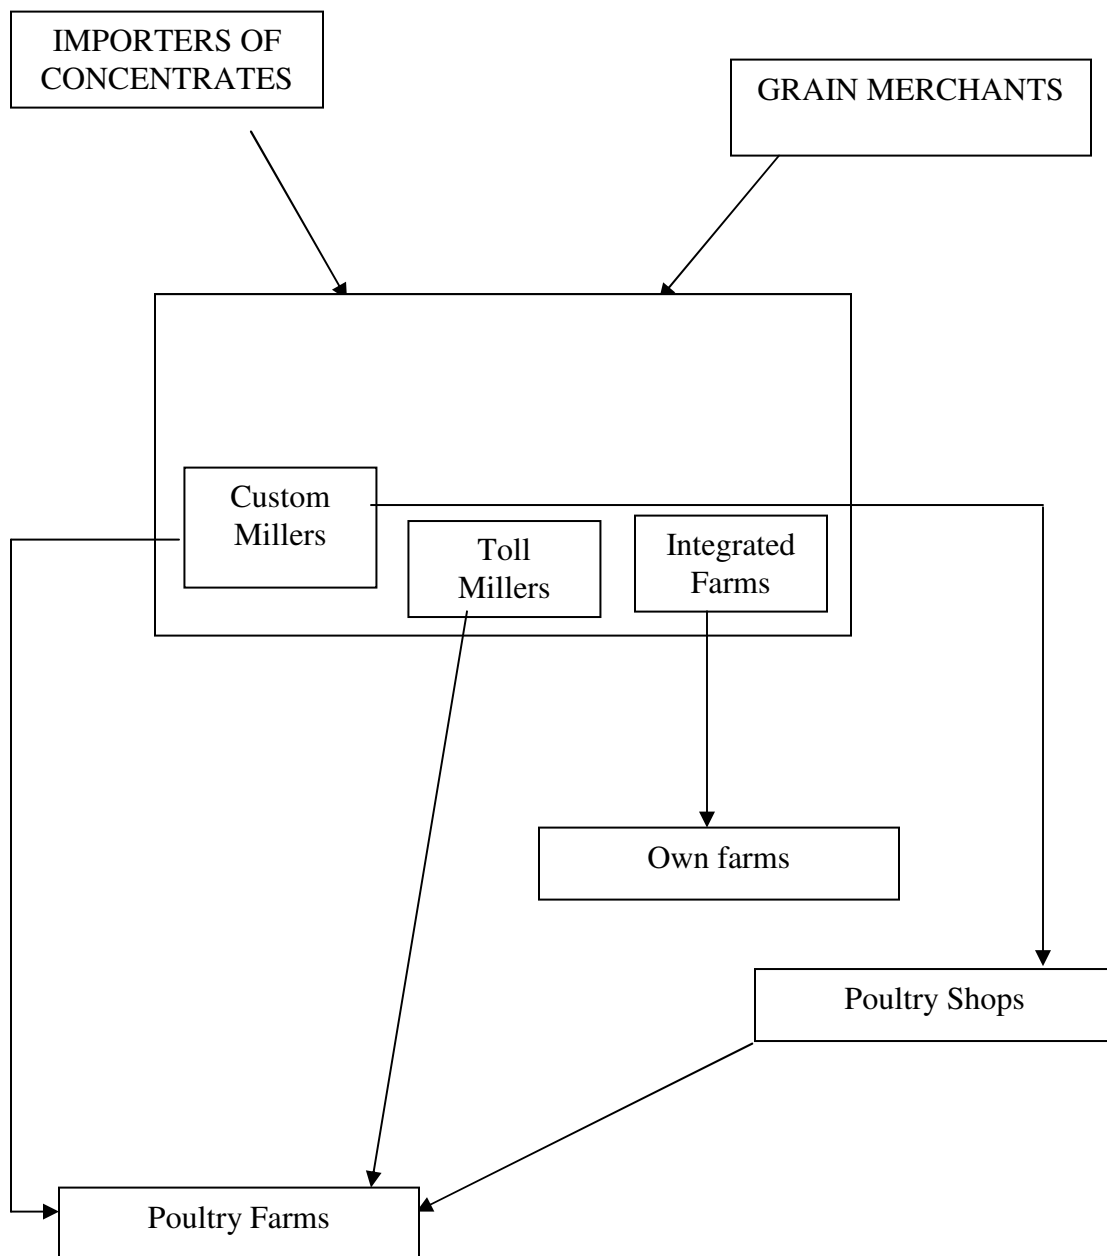 IMPORTERS OF
CONCENTRATES
GRAIN MERCHANTS
Custom
Millers
Toll
Millers
Integrated
Farms
Own farms
Poultry Shops
Poultry Farms